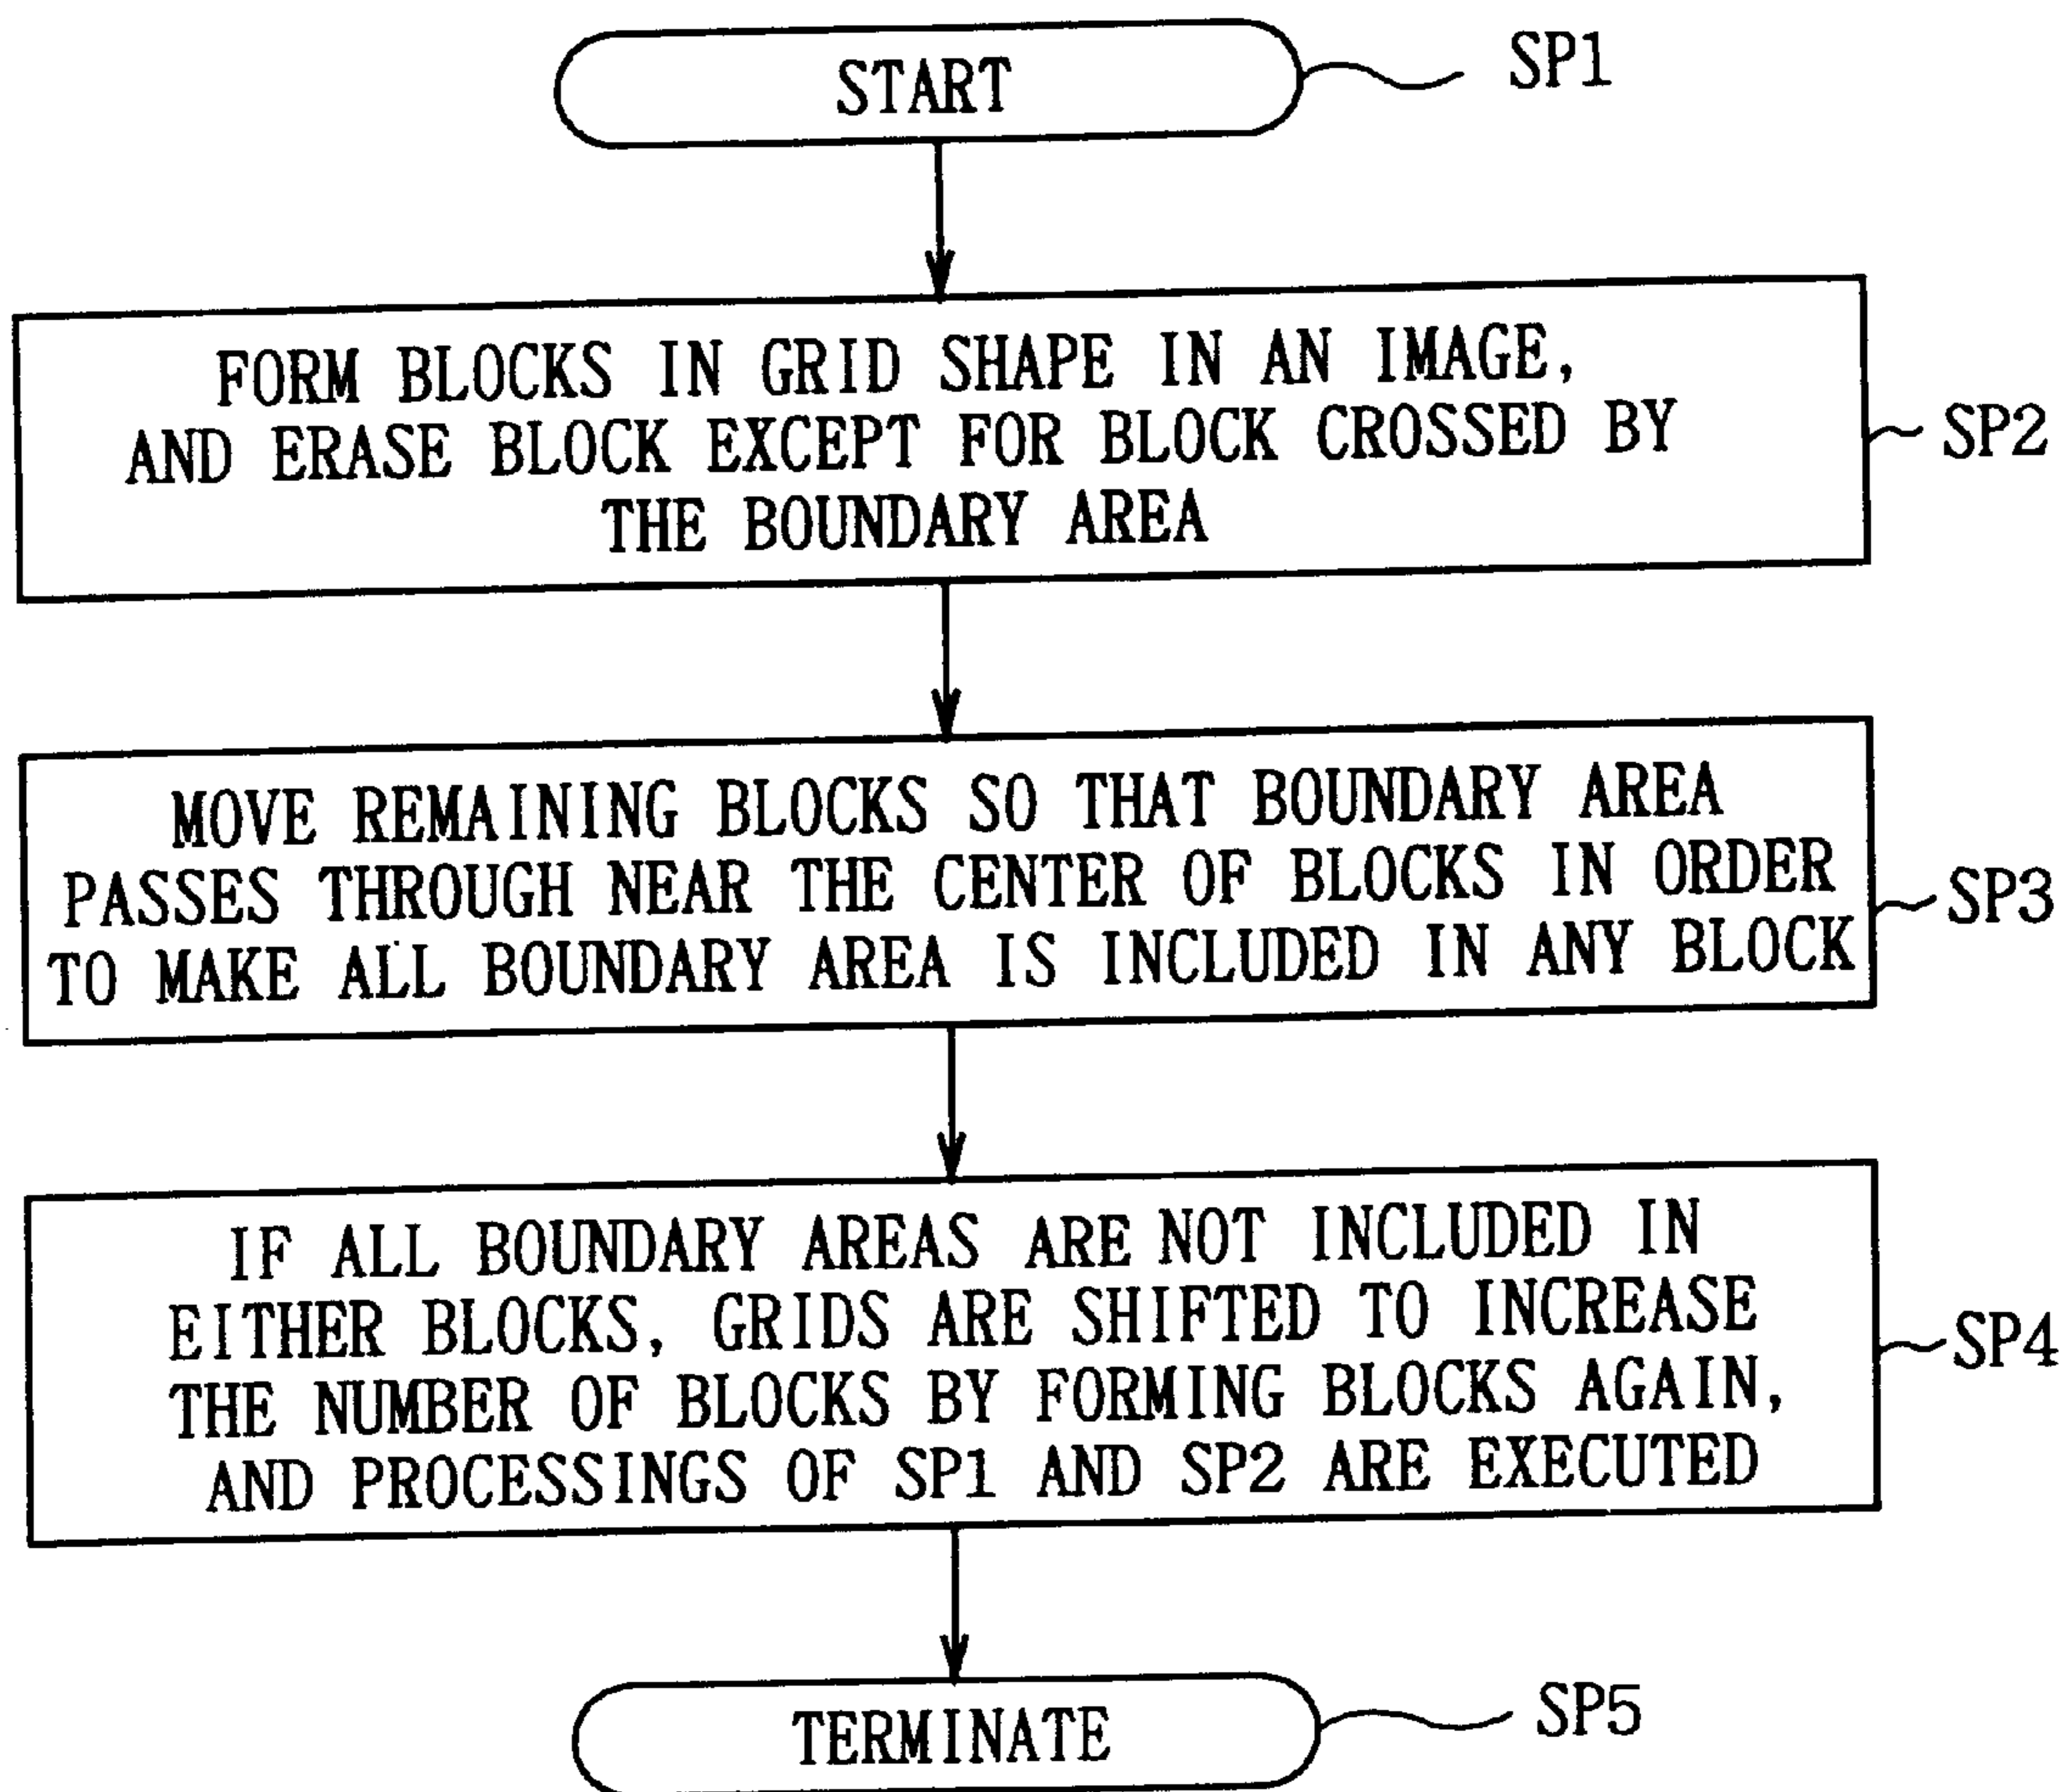 START
SP1
FORM BLOCKS IN GRID SHAPE IN AN IMAGE,
AND ERASE BLOCK EXCEPT FOR BLOCK CROSSED BY
THE BOUNDARY AREA
SP2
MOVE REMAINING BLOCKS SO THAT BOUNDARY AREA
PASSES THROUGH NEAR THE CENTER OF BLOCKS IN ORDER
TO MAKE ALL BOUNDARY AREA IS INCLUDED IN ANY BLOCK
SP3
IF ALL BOUNDARY AREAS ARE NOT INCLUDED IN
EITHER BLOCKS, GRIDS ARE SHIFTED TO INCREASE
THE NUMBER OF BLOCKS BY FORMING BLOCKS AGAIN,
AND PROCESSINGS OF SP1 AND SP2 ARE EXECUTED
SP4
TERMINATE
SP5